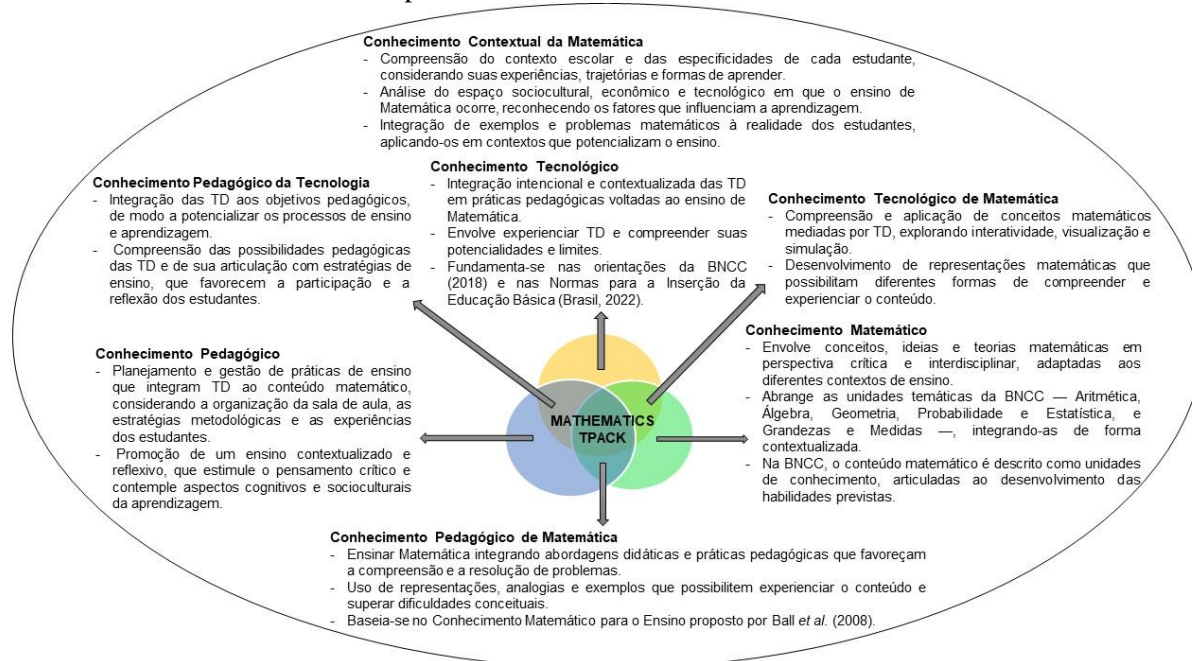 Conhecimento Contextual da Matemática
- Compreensão do contexto escolar e das especificidades de cada estudante,
considerando suas experiências, trajetórias e formas de aprender.
- Análise do espaço sociocultural, econômico e tecnológico em que o ensino de
Matemática ocorre, reconhecendo os fatores que influenciam a aprendizagem.
- Integração de exemplos e problemas matemáticos à realidade dos estudantes,
aplicando-os em contextos que potencializam o ensino.
Conhecimento Pedagógico da Tecnologia
- Integração das TD aos objetivos pedagógicos,
de modo a potencializar os processos de ensino
e aprendizagem.
- Compreensão das possibilidades pedagógicas
das TD e de sua articulação com estratégias de
ensino, que favorecem a participação e a
reflexão dos estudantes.
Conhecimento Tecnológico
- Integração intencional e contextualizada das TD
em práticas pedagógicas voltadas ao ensino de
Matemática.
- Envolve experienciar TD e compreender suas
potencialidades e limites.
- Fundamenta-se nas orientações da BNCC
(2018) e nas Normas para a Inserção da
Educação Básica (Brasil, 2022).
Conhecimento Tecnológico de Matemática
- Compreensão e aplicação de conceitos matemáticos
mediadas por TD, explorando interatividade, visualização e
simulação.
- Desenvolvimento de representações matemáticas que
possibilitam diferentes formas de compreender e
experienciar o conteúdo.
Conhecimento Pedagógico
- Planejamento e gestão de práticas de ensino
que integram TD ao conteúdo matemático,
considerando a organização da sala de aula, as
estratégias metodológicas e as experiências
dos estudantes.
- Promoção de um ensino contextualizado e
reflexivo, que estimule o pensamento crítico e
contemple aspectos cognitivos e socioculturais
da aprendizagem.
MATHEMATICS
TPACK
Conhecimento Matemático
- Envolve conceitos, ideias e teorias matemáticas em
perspectiva crítica e interdisciplinar, adaptadas aos
diferentes contextos de ensino.
- Abrange as unidades temáticas da BNCC — Aritmética,
Álgebra, Geometria, Probabilidade e Estatística, e
Grandezas e Medidas —, integrando-as de forma
contextualizada.
- Na BNCC, o conteúdo matemático é descrito como unidades
de conhecimento, articuladas ao desenvolvimento das
habilidades previstas.
Conhecimento Pedagógico de Matemática
- Ensinar Matemática integrando abordagens didáticas e práticas pedagógicas que favoreçam
a compreensão e a resolução de problemas.
- Uso de representações, analogias e exemplos que possibilitem experienciar o conteúdo e
superar dificuldades conceituais.
- Baseia-se no Conhecimento Matemático para o Ensino proposto por Ball et al. (2008).